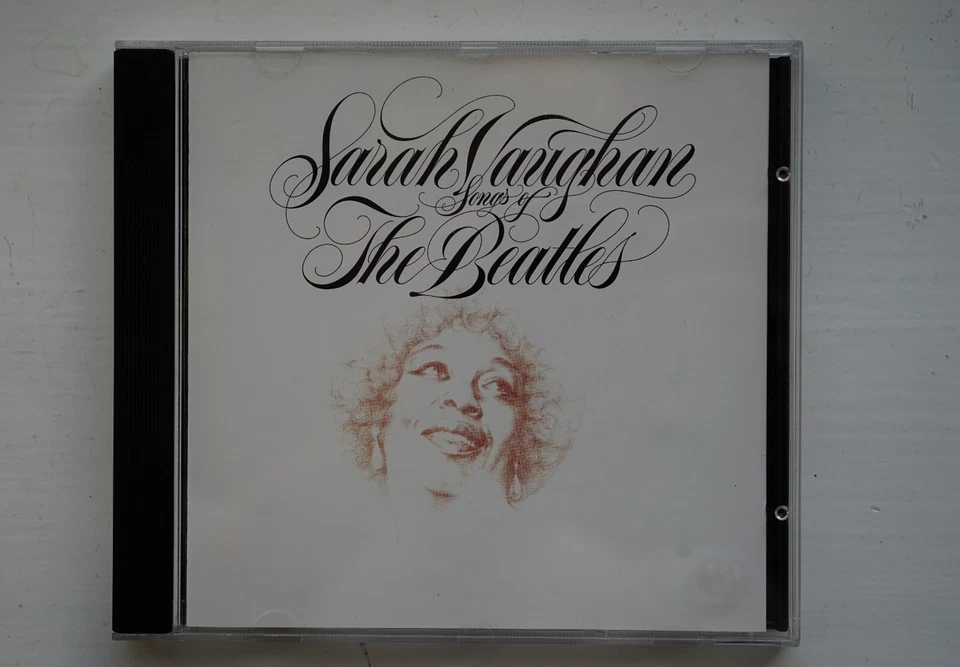 Sarah Vaughan
Songs of
The Beatles